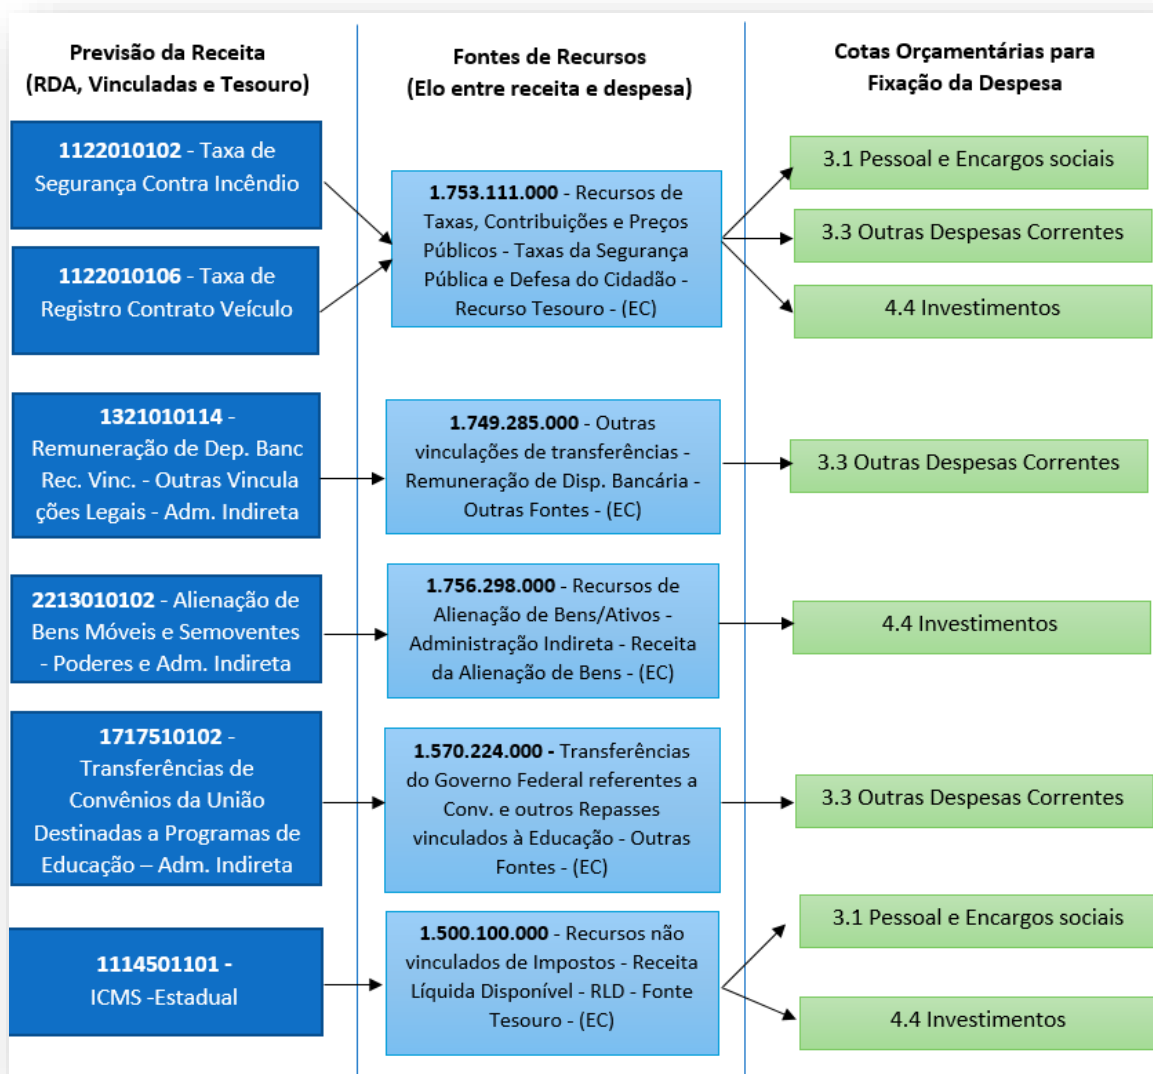 Previsão da Receita
(RDA, Vinculadas e Tesouro)
Fontes de Recursos
(Elo entre receita e despesa)
Cotas Orçamentárias para
Fixação da Despesa
1122010102 - Taxa de
Segurança Contra Incêndio
1122010106 - Taxa de
Registro Contrato Veículo
1.753.111.000 - Recursos de
Taxas, Contribuições e Preços
Públicos - Taxas da Segurança
Pública e Defesa do Cidadão -
Recurso Tesouro - (EC)
3.1 Pessoal e Encargos sociais
3.3 Outras Despesas Correntes
4.4 Investimentos
1321010114 -
Remuneração de Dep. Banc
Rec. Vinc. - Outras Vincula
ções Legais - Adm. Indireta
1.749.285.000 - Outras
vinculações de transferências -
Remuneração de Disp. Bancária -
Outras Fontes - (EC)
3.3 Outras Despesas Correntes
2213010102 - Alienação de
Bens Móveis e Semoventes
- Poderes e Adm. Indireta
1.756.298.000 - Recursos de
Alienação de Bens/Ativos -
Administração Indireta - Receita
da Alienação de Bens - (EC)
4.4 Investimentos
1717510102 -
Transferências de
Convênios da União
Destinadas a Programas de
Educação – Adm. Indireta
1.570.224.000 - Transferências
do Governo Federal referentes a
Conv. e outros Repasses
vinculados à Educação - Outras
Fontes - (EC)
3.3 Outras Despesas Correntes
1114501101 -
ICMS -Estadual
1.500.100.000 - Recursos não
vinculados de Impostos - Receita
Líquida Disponível - RLD - Fonte
Tesouro - (EC)
3.1 Pessoal e Encargos sociais
4.4 Investimentos